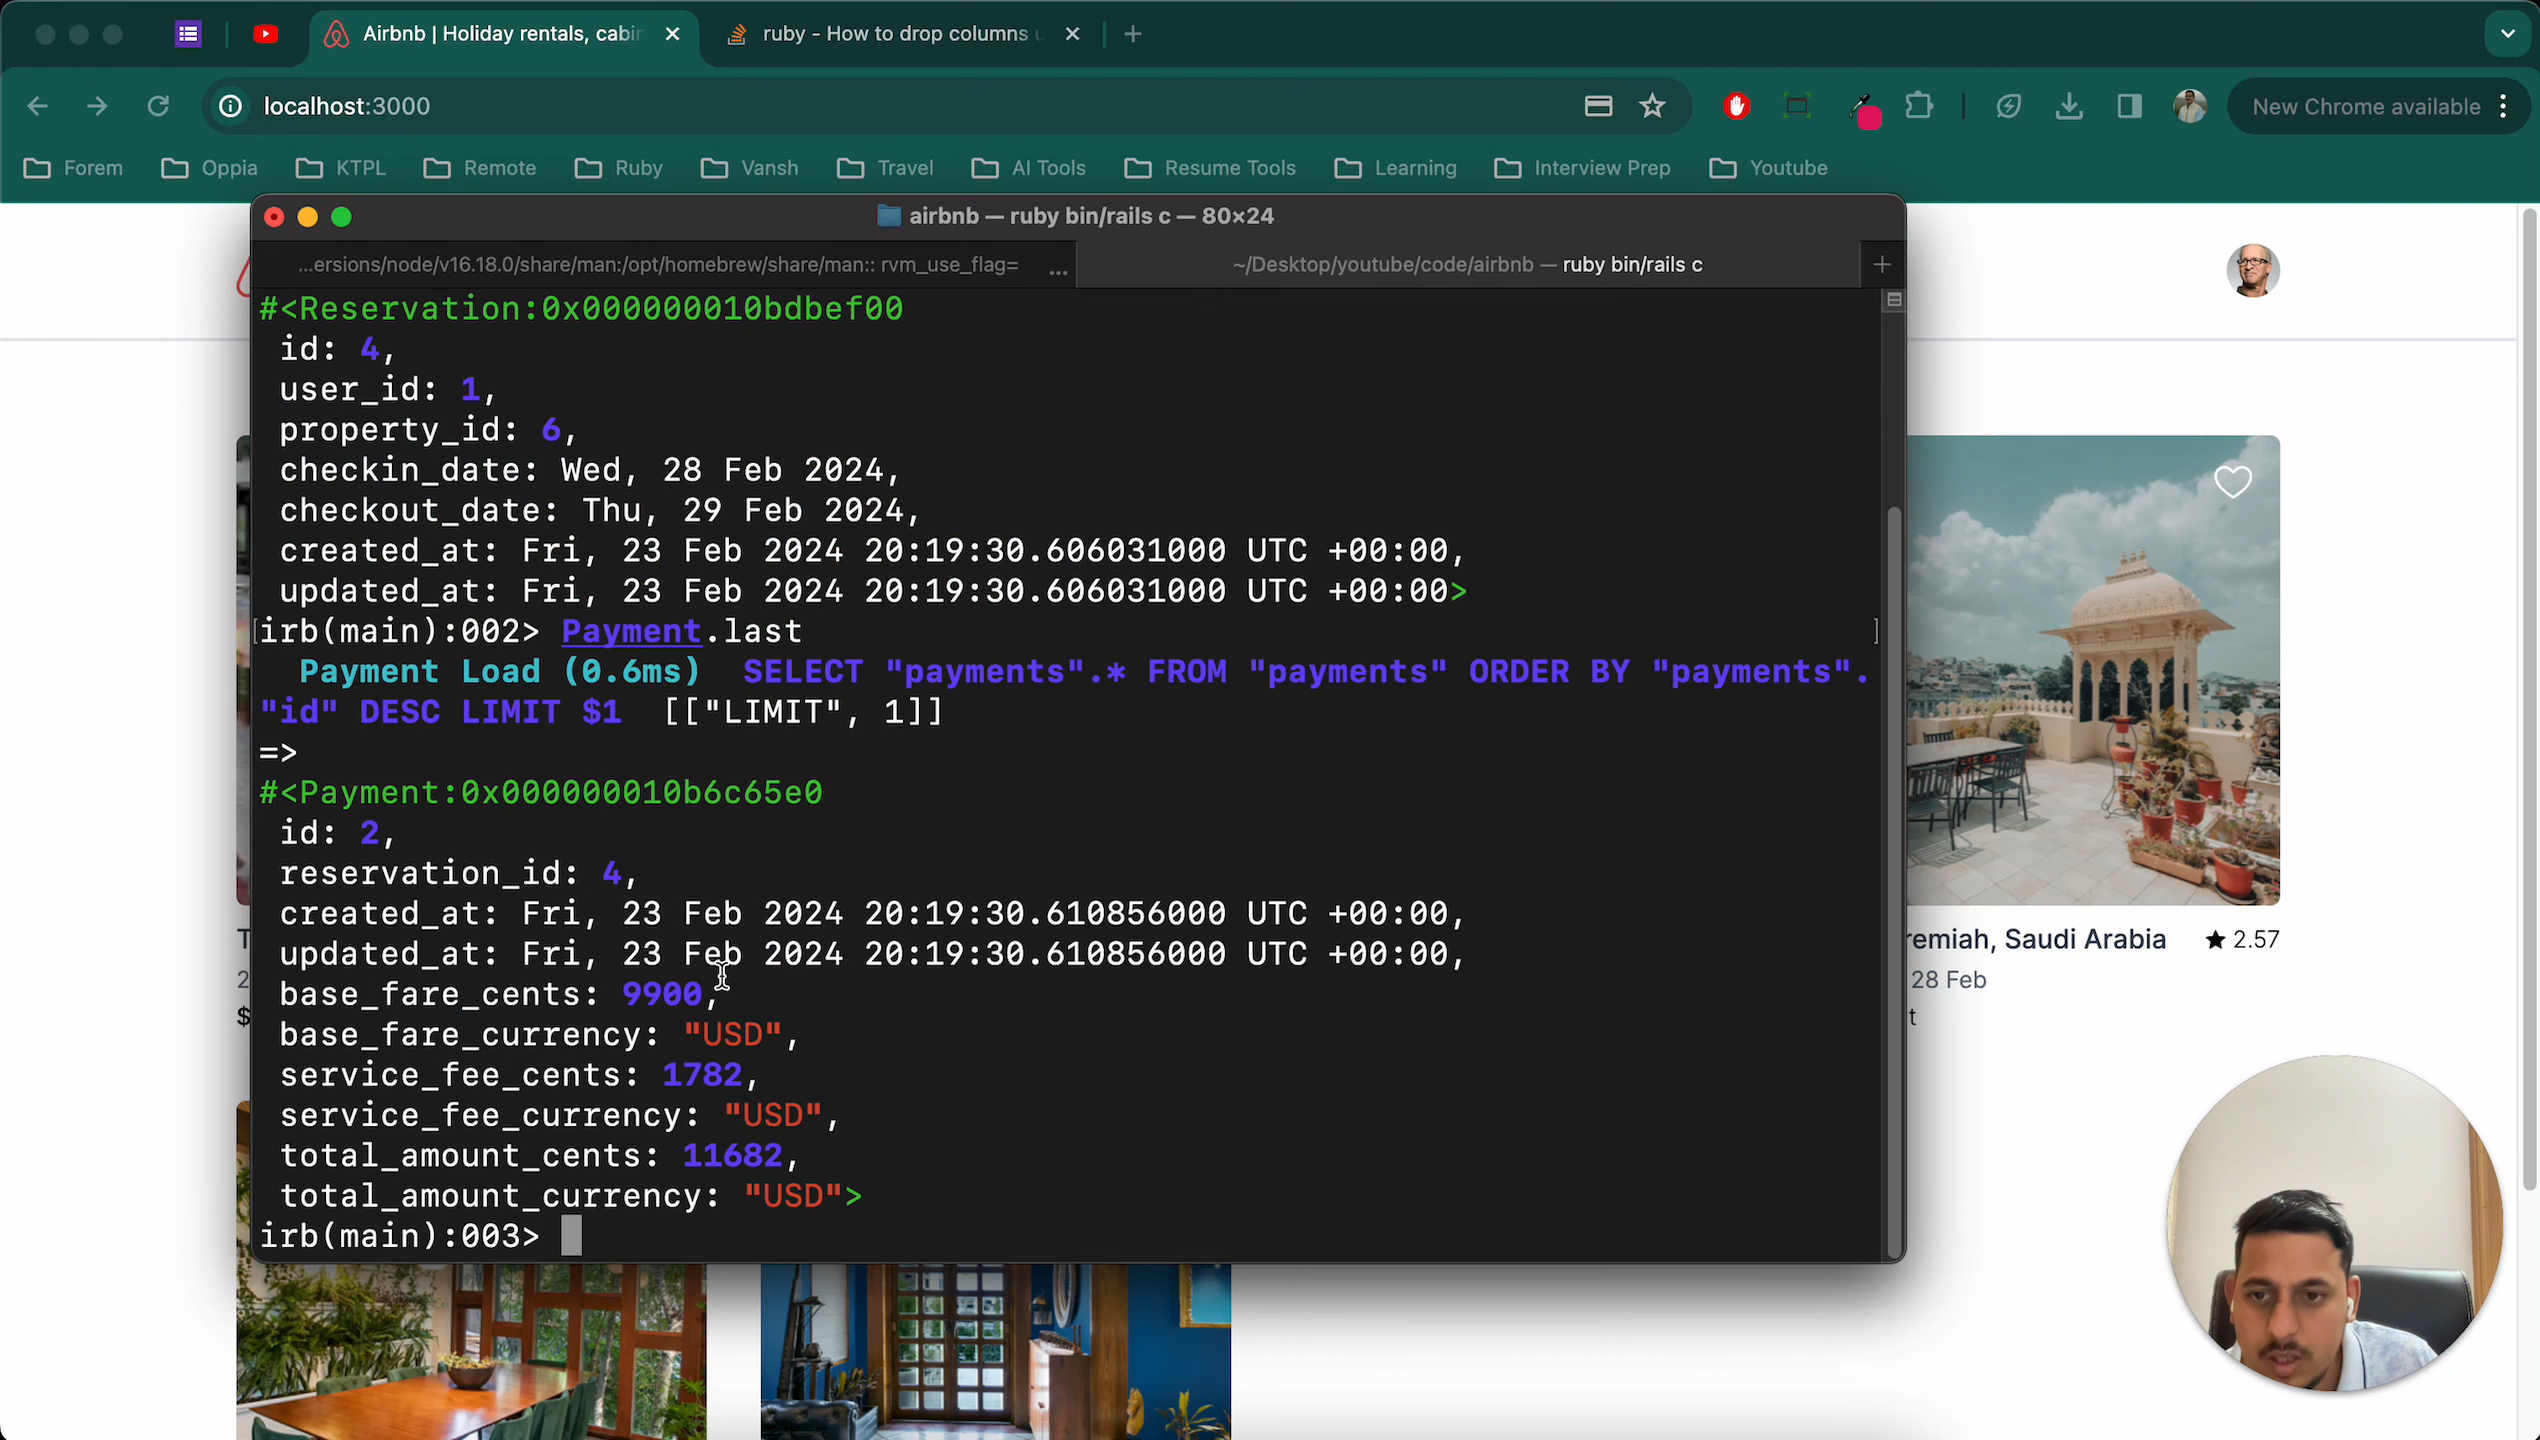 Airbnb | Holiday rentals, cabin
ruby - How to drop columns u
localhost:3000
New Chrome available
Forem
Oppia
KTPL
Remote
Ruby
Vansh
Travel
AI Tools
Resume Tools
Learning
Interview Prep
Youtube
airbnb — ruby bin/rails c — 80×24
...ersions/node/v16.18.0/share/man:/opt/homebrew/share/man:: rvm_use_flag= ...
~/Desktop/youtube/code/airbnb — ruby bin/rails c
#<Reservation:0x000000010bdbef00
id: 4,
user_id: 1,
property_id: 6,
checkin_date: Wed, 28 Feb 2024,
checkout_date: Thu, 29 Feb 2024,
created_at: Fri, 23 Feb 2024 20:19:30.606031000 UTC +00:00,
updated_at: Fri, 23 Feb 2024 20:19:30.606031000 UTC +00:00>
[irb(main):002> Payment.last ]
Payment Load (0.6ms)  SELECT "payments".* FROM "payments" ORDER BY "payments".
"id" DESC LIMIT $1  [["LIMIT", 1]]
=>
#<Payment:0x000000010b6c65e0
id: 2,
reservation_id: 4,
created_at: Fri, 23 Feb 2024 20:19:30.610856000 UTC +00:00,
updated_at: Fri, 23 Feb 2024 20:19:30.610856000 UTC +00:00,
base_fare_cents: 9900,
base_fare_currency: "USD",
service_fee_cents: 1782,
service_fee_currency: "USD",
total_amount_cents: 11682,
total_amount_currency: "USD">
irb(main):003>
T
2
$
remiah, Saudi Arabia
★ 2.57
28 Feb
t